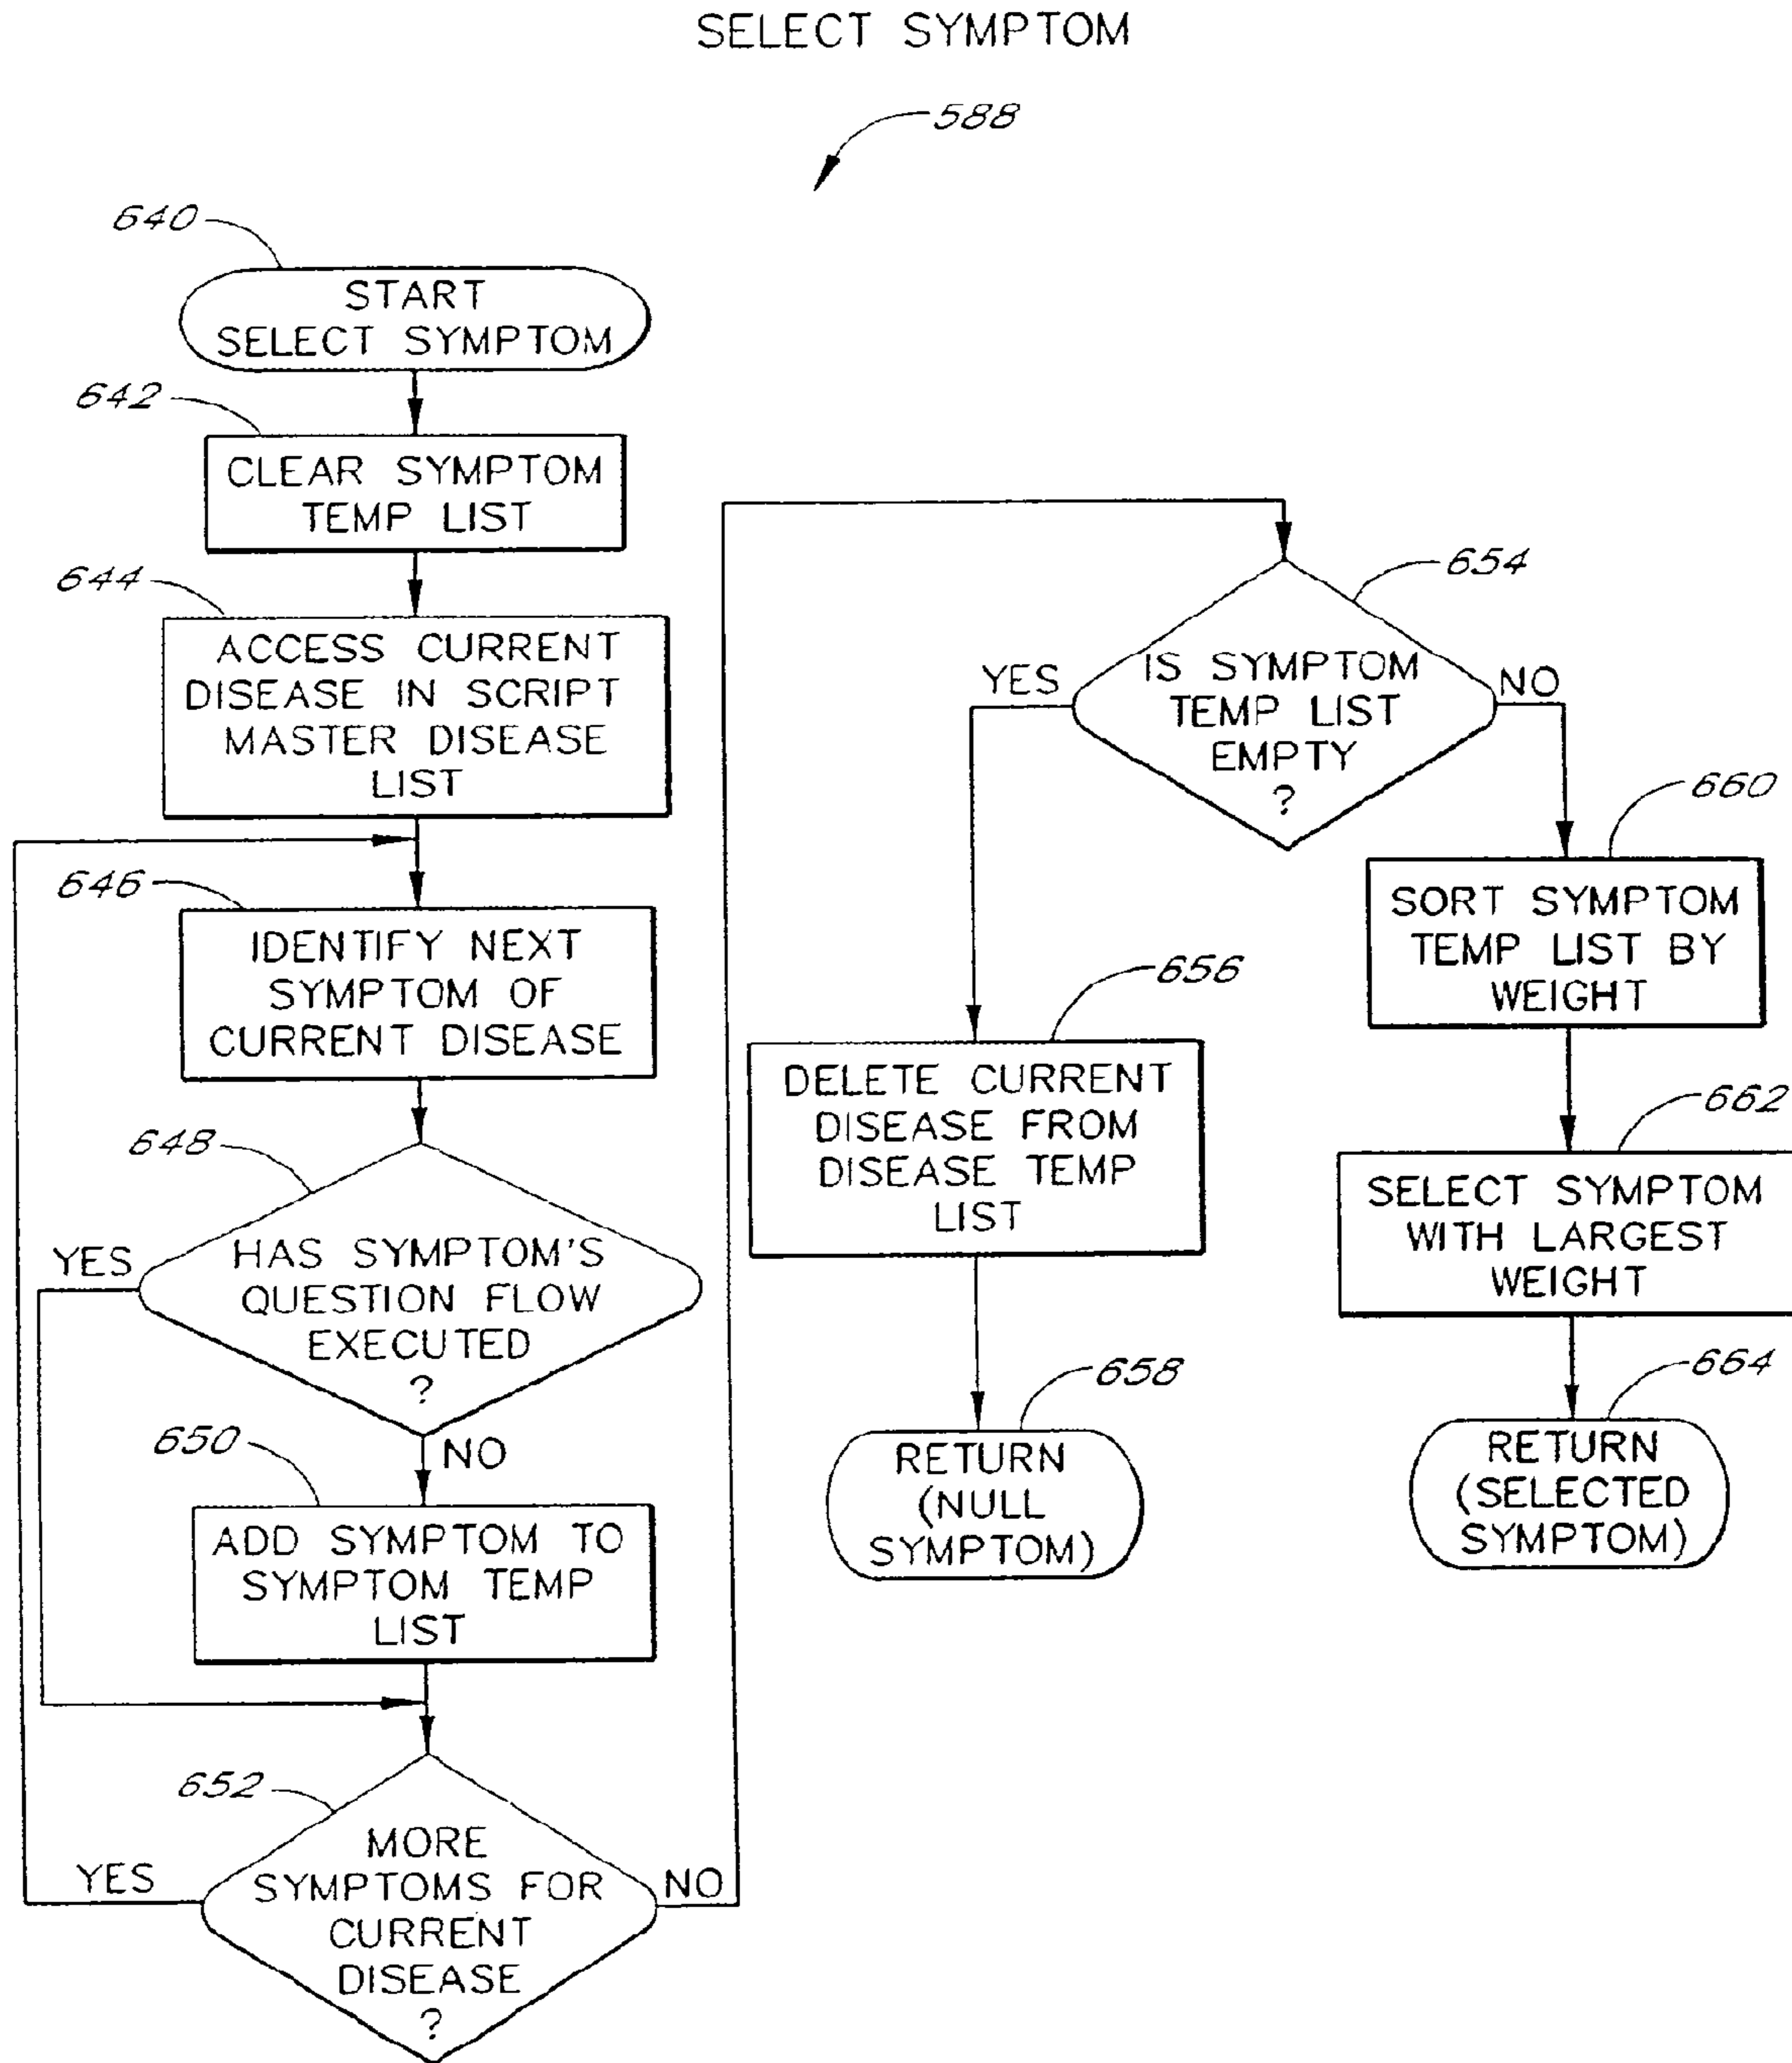 SELECT SYMPTOM
588
640
START
SELECT SYMPTOM
642
CLEAR SYMPTOM
TEMP LIST
644
ACCESS CURRENT
DISEASE IN SCRIPT
MASTER DISEASE
LIST
646
IDENTIFY NEXT
SYMPTOM OF
CURRENT DISEASE
648
YES
HAS SYMPTOM'S
QUESTION FLOW
EXECUTED
?
NO
650
ADD SYMPTOM TO
SYMPTOM TEMP
LIST
652
YES
MORE
SYMPTOMS FOR
CURRENT
DISEASE
?
NO
654
YES
IS SYMPTOM
TEMP LIST
EMPTY
?
NO
656
DELETE CURRENT
DISEASE FROM
DISEASE TEMP
LIST
658
RETURN
(NULL
SYMPTOM)
660
SORT SYMPTOM
TEMP LIST BY
WEIGHT
662
SELECT SYMPTOM
WITH LARGEST
WEIGHT
664
RETURN
(SELECTED
SYMPTOM)